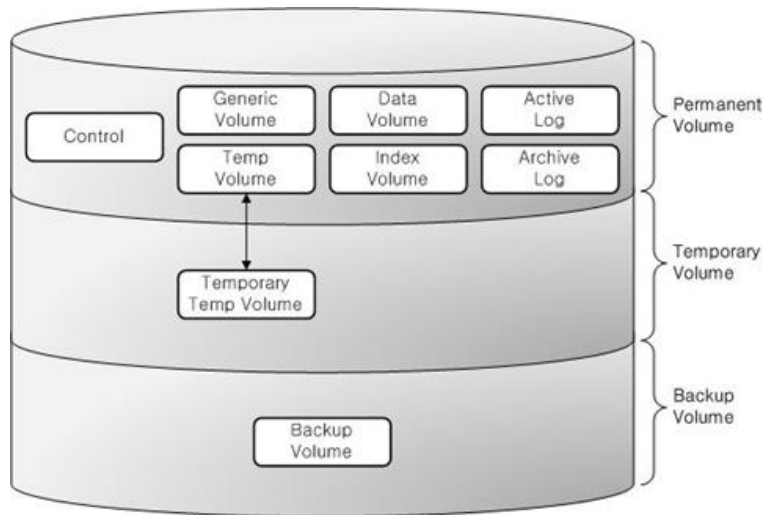 Control
Generic
Volume
Data
Volume
Active
Log
Temp
Volume
Index
Volume
Archive
Log
Permanent
Volume
Temporary
Temp Volume
Temporary
Volume
Backup
Volume
Backup
Volume